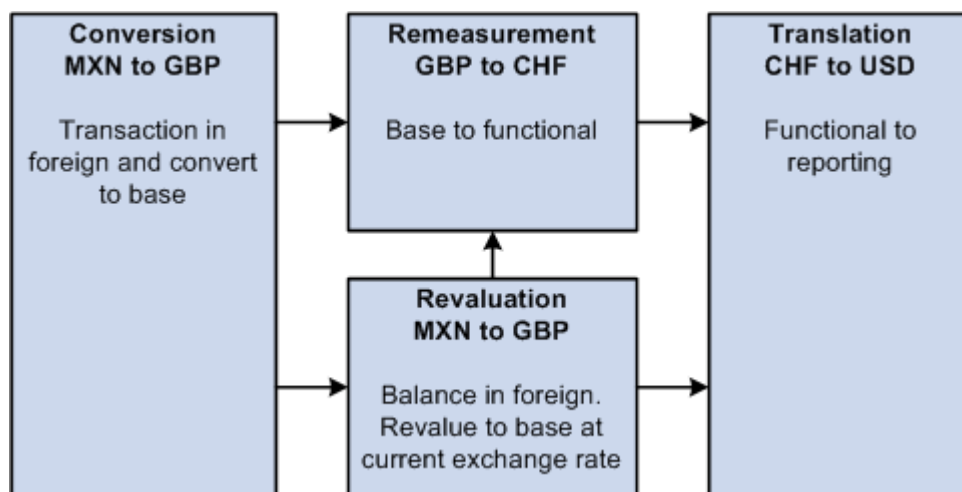 Conversion
MXN to GBP
Transaction in
foreign and convert
to base
Remeasurement
GBP to CHF
Base to functional
Revaluation
MXN to GBP
Balance in foreign.
Revalue to base at
current exchange rate
Translation
CHF to USD
Functional to
reporting